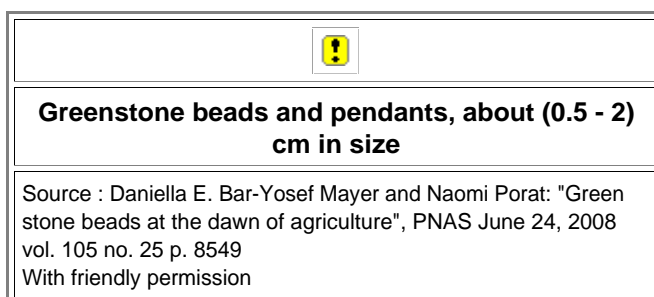 Greenstone beads and pendants, about (0.5 - 2)
cm in size
Source : Daniella E. Bar-Yosef Mayer and Naomi Porat: "Green
stone beads at the dawn of agriculture", PNAS June 24, 2008
vol. 105 no. 25 p. 8549
With friendly permission